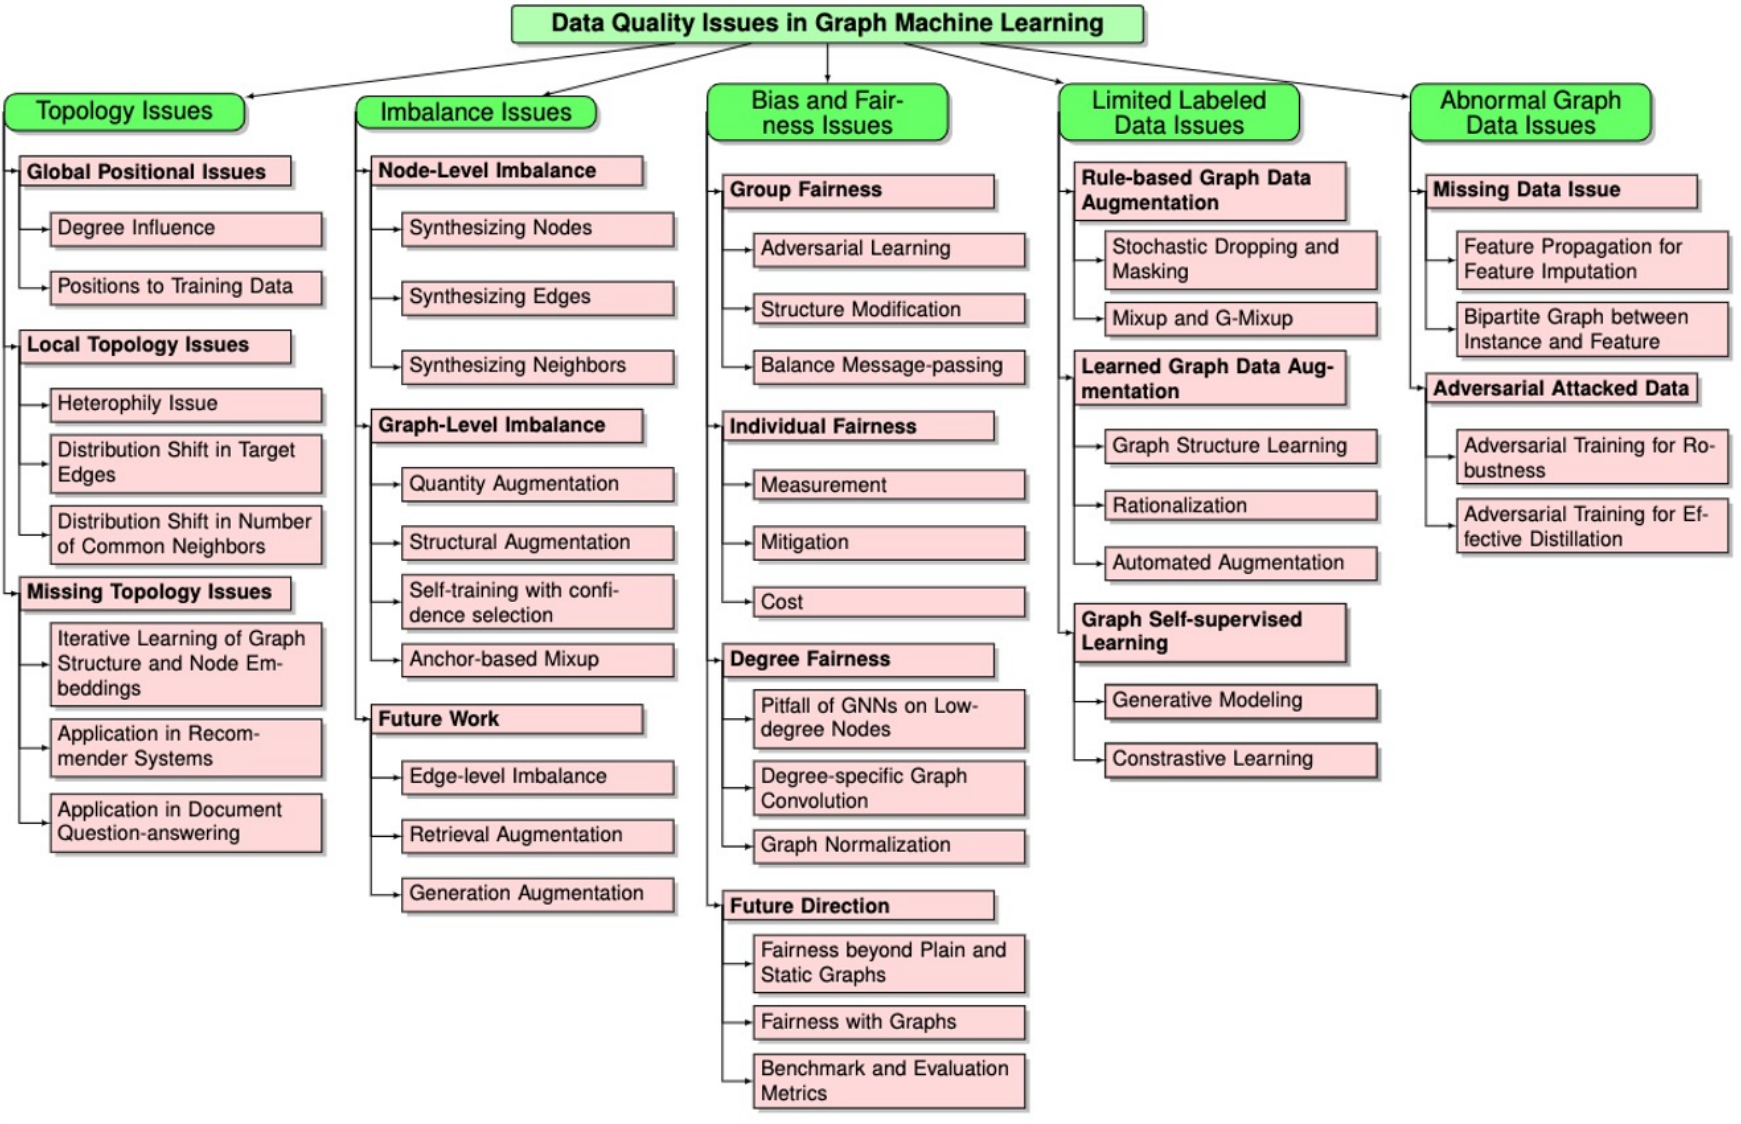 Data Quality Issues in Graph Machine Learning
Topology Issues
Global Positional Issues
Degree Influence
Positions to Training Data
Local Topology Issues
Heterophily Issue
Distribution Shift in Target
Edges
Distribution Shift in Number
of Common Neighbors
Missing Topology Issues
Iterative Learning of Graph
Structure and Node Em-
beddings
Application in Recom-
mender Systems
Application in Document
Question-answering
Imbalance Issues
Node-Level Imbalance
Synthesizing Nodes
Synthesizing Edges
Synthesizing Neighbors
Graph-Level Imbalance
Quantity Augmentation
Structural Augmentation
Self-training with confi-
dence selection
Anchor-based Mixup
Future Work
Edge-level Imbalance
Retrieval Augmentation
Generation Augmentation
Bias and Fair-
ness Issues
Group Fairness
Adversarial Learning
Structure Modification
Balance Message-passing
Individual Fairness
Measurement
Mitigation
Cost
Degree Fairness
Pitfall of GNNs on Low-
degree Nodes
Degree-specific Graph
Convolution
Graph Normalization
Future Direction
Fairness beyond Plain and
Static Graphs
Fairness with Graphs
Benchmark and Evaluation
Metrics
Limited Labeled
Data Issues
Rule-based Graph Data
Augmentation
Stochastic Dropping and
Masking
Mixup and G-Mixup
Learned Graph Data Aug-
mentation
Graph Structure Learning
Rationalization
Automated Augmentation
Graph Self-supervised
Learning
Generative Modeling
Constrastive Learning
Abnormal Graph
Data Issues
Missing Data Issue
Feature Propagation for
Feature Imputation
Bipartite Graph between
Instance and Feature
Adversarial Attacked Data
Adversarial Training for Ro-
bustness
Adversarial Training for Ef-
fective Distillation